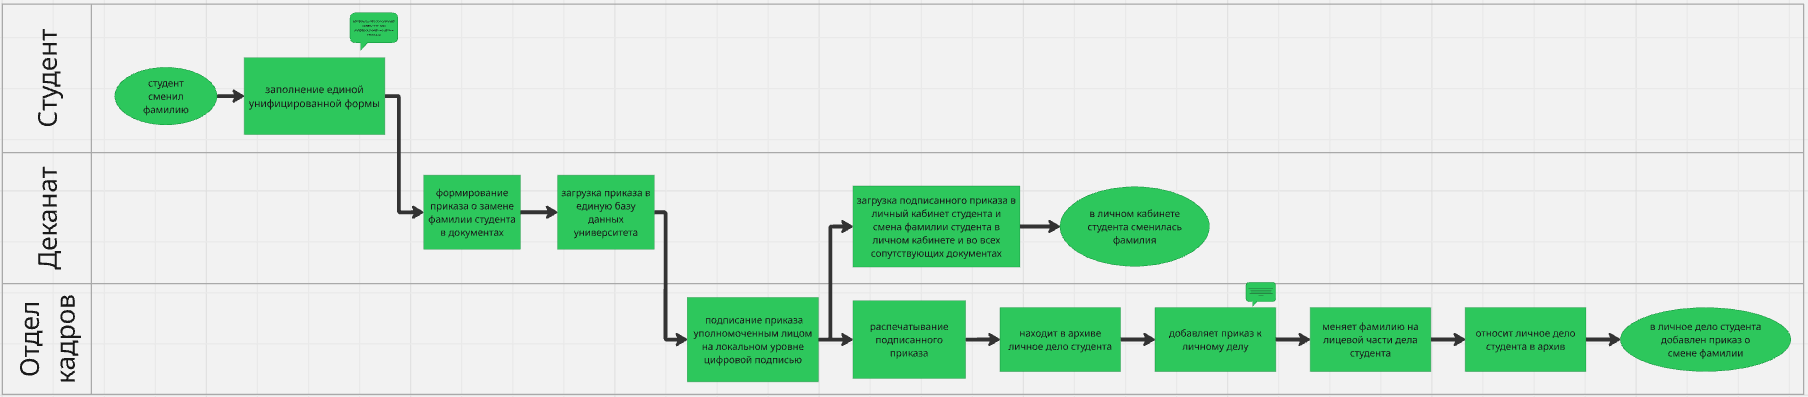 Студент
студент
сменил
фамилию
заполнение единой
унифицированной формы
Деканат
формирование
приказа о замене
фамилии студента
в документах
загрузка приказа в
единую базу
данных
университета
загрузка подписанного приказа в
личный кабинет студента и
смена фамилии студента в
личном кабинете и во всех
сопутствующих документах
в личном кабинете
студента сменилась
фамилия
Отдел
кадров
подписание приказа
уполномоченным лицом
на локальном уровне
цифровой подписью
распечатывание
подписанного
приказа
находит в архиве
личное дело студента
добавляет приказ к
личному делу
меняет фамилию на
лицевой части дела
студента
относит личное дело
студента в архив
в личное дело студента
добавлен приказ о
смене фамилии